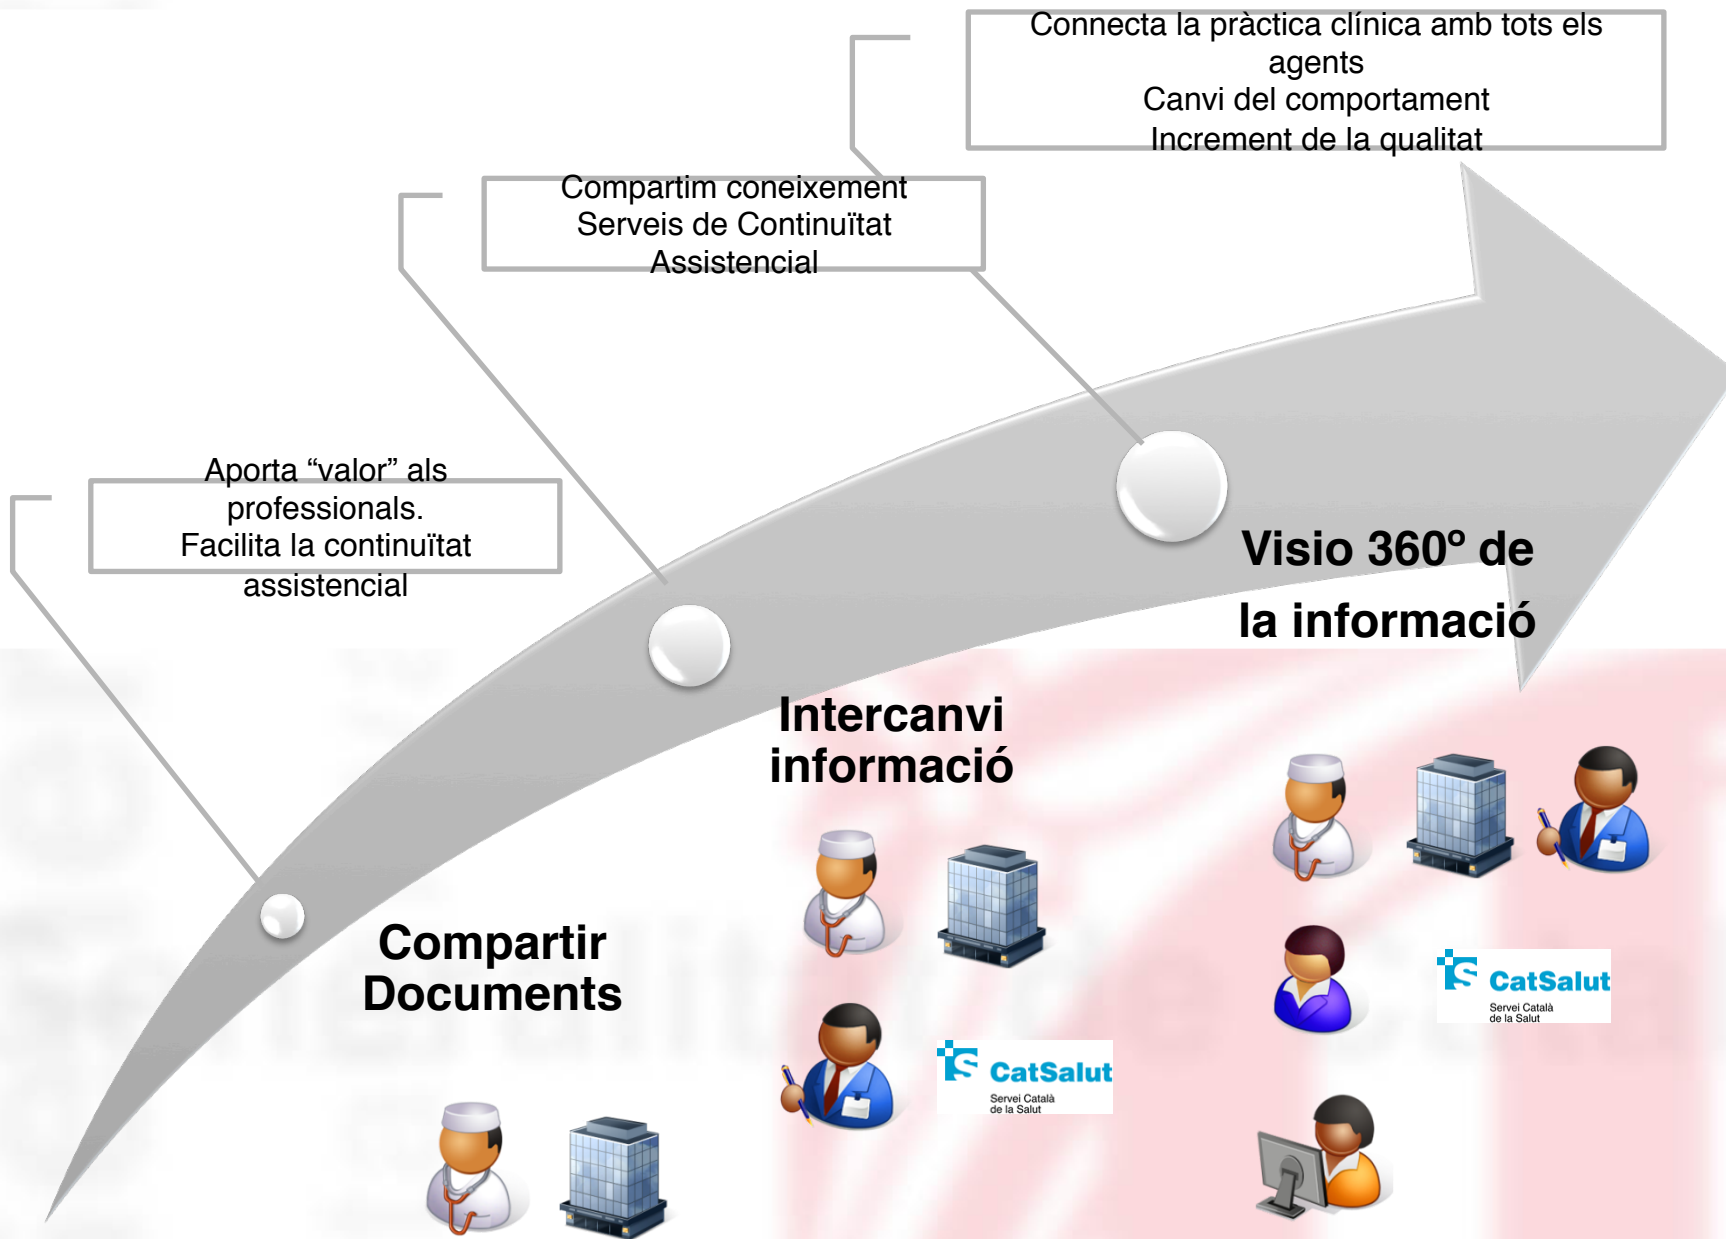 Connecta la pràctica clínica amb tots els
agents
Canvi del comportament
Increment de la qualitat
Compartim coneixement
Serveis de Continuïtat
Assistencial
Aporta “valor” als
professionals.
Facilita la continuïtat
assistencial
Visio 360º de
la informació
Intercanvi
informació
Compartir
Documents
CatSalut
Servei Català
de la Salut
CatSalut
Servei Català
de la Salut